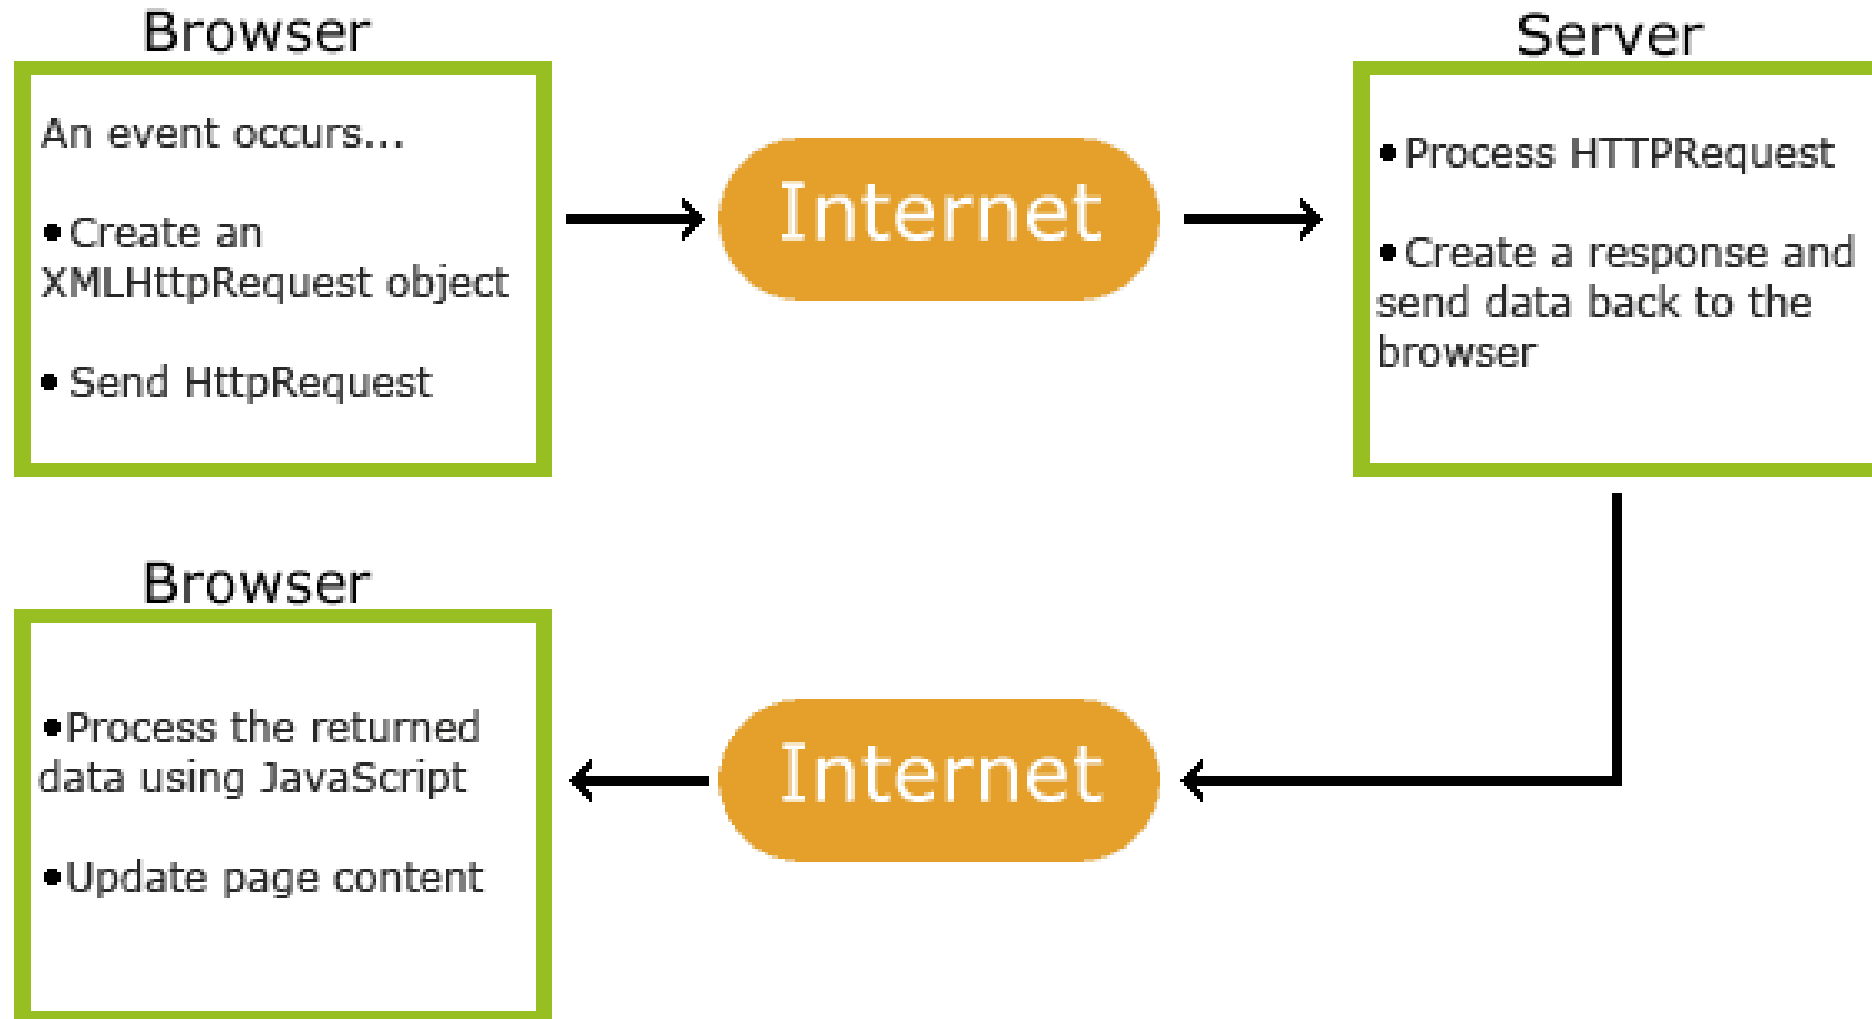 Browser
An event occurs...
• Create an
XMLHttpRequest object
• Send HttpRequest
Internet
Server
• Process HTTPRequest
• Create a response and
send data back to the
browser
Browser
• Process the returned
data using JavaScript
• Update page content
Internet